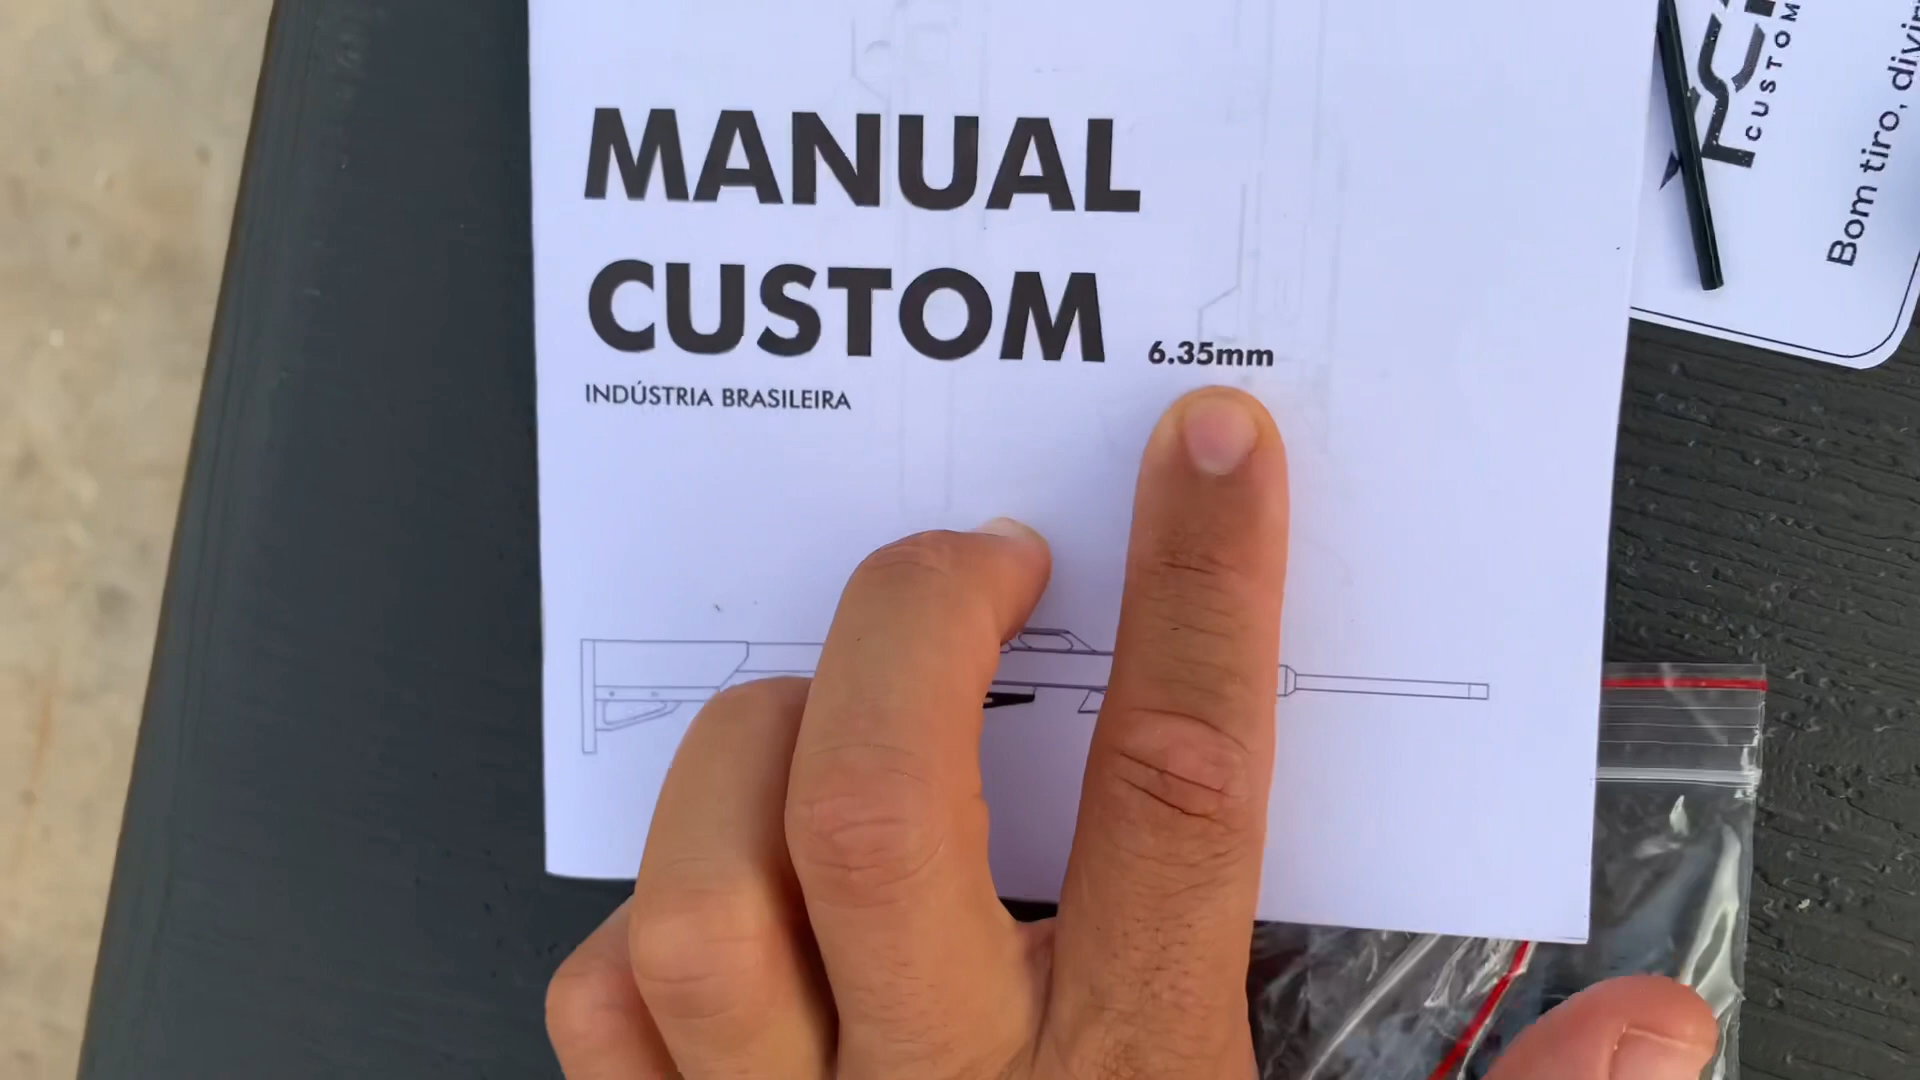 MANUAL
CUSTOM 6.35mm
INDÚSTRIA BRASILEIRA
CUSTOM
Bom tiro,